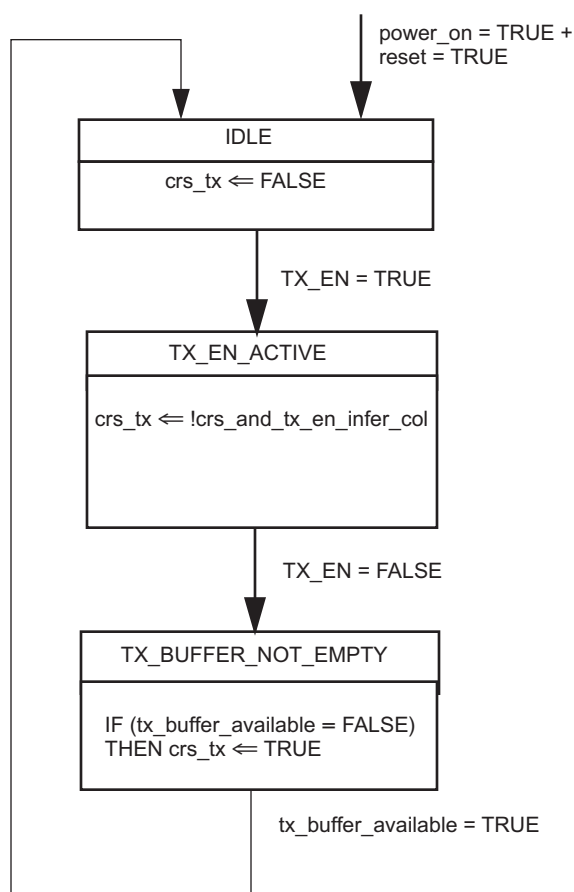 power_on = TRUE +
reset = TRUE
IDLE
crs_tx ⇐ FALSE
TX_EN = TRUE
TX_EN_ACTIVE
crs_tx ⇐ !crs_and_tx_en_infer_col
TX_EN = FALSE
TX_BUFFER_NOT_EMPTY
IF (tx_buffer_available = FALSE)
THEN crs_tx ⇐ TRUE
tx_buffer_available = TRUE